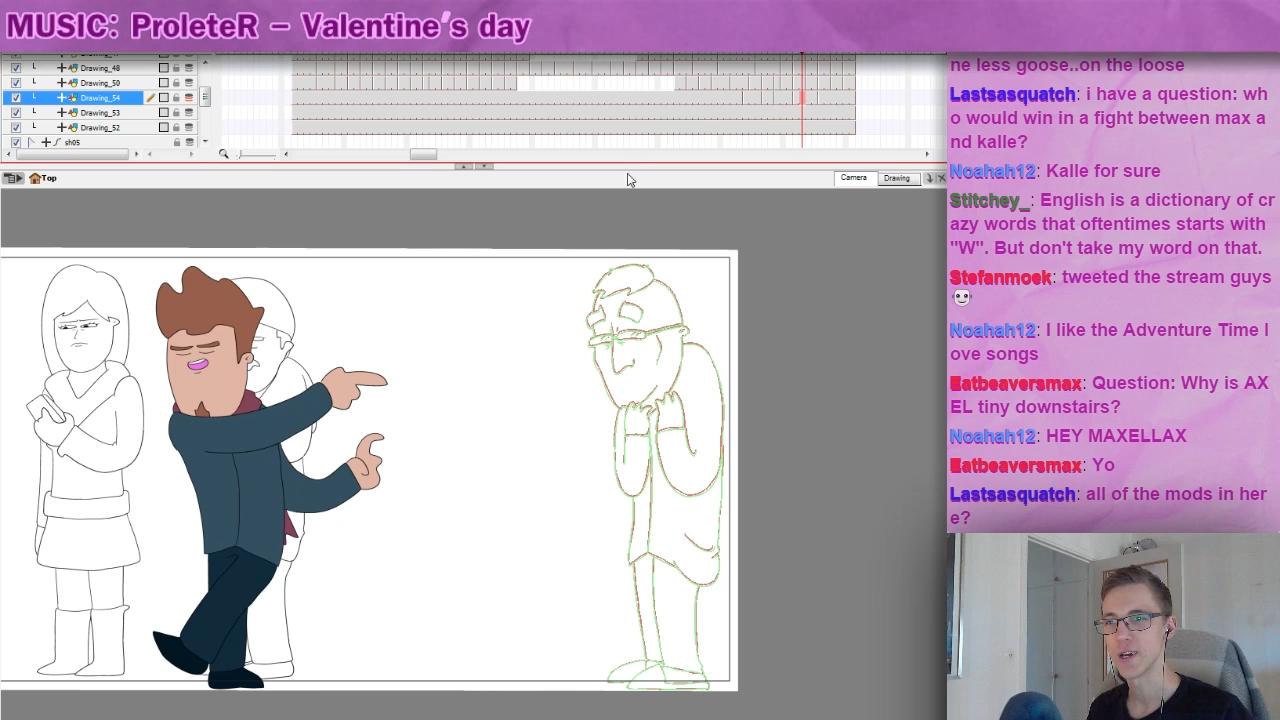 MUSIC: ProleteR - Valentine's day
Drawing_48
Drawing_50
Drawing_54
Drawing_53
Drawing_52
sh05
Top
Camera
Drawing
ne less goose..on the loose
Lastsasquatch: i have a question: wh
o would win in a fight between max a
nd kalle?
Noahah12: Kalle for sure
Stitchey_: English is a dictionary of cr
azy words that oftentimes starts with
"W". But don't take my word on that.
Stefanmoek: tweeted the stream guys
Noahah12: I like the Adventure Time l
ove songs
Eatbeaversmax: Question: Why is AX
EL tiny downstairs?
Noahah12: HEY MAXELLAX
Eatbeaversmax: Yo
Lastsasquatch: all of the mods in her
e?